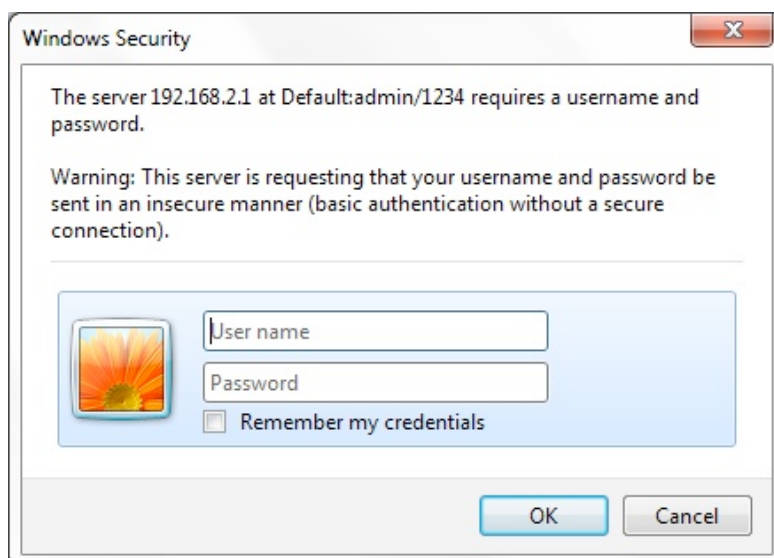 Windows Security
The server 192.168.2.1 at Default:admin/1234 requires a username and
password.
Warning: This server is requesting that your username and password be
sent in an insecure manner (basic authentication without a secure
connection).
User name
Password
Remember my credentials
OK
Cancel